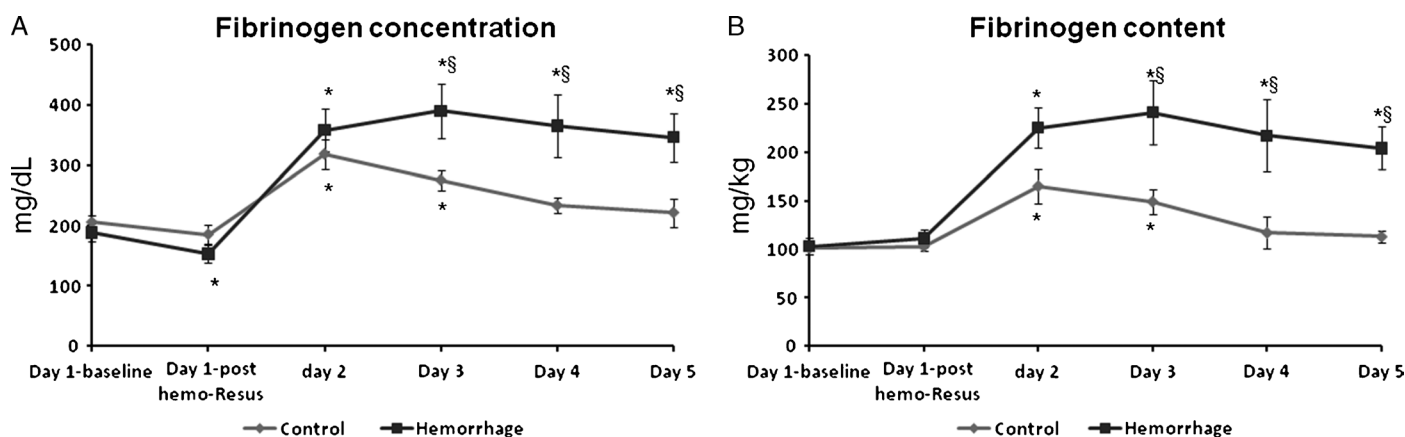 A
Fibrinogen concentration
500
400
300
200
100
0
mg/dL
*
*§
*§
*§
*
*
*
Day 1-baseline
Day 1-post
hemo-Resus
day 2
Day 3
Day 4
Day 5
Control
Hemorrhage
B
Fibrinogen content
300
250
200
150
100
50
0
mg/kg
*
*§
*§
*§
*
*
Day 1-baseline
Day 1-post
hemo-Resus
day 2
Day 3
Day 4
Day 5
Control
Hemorrhage